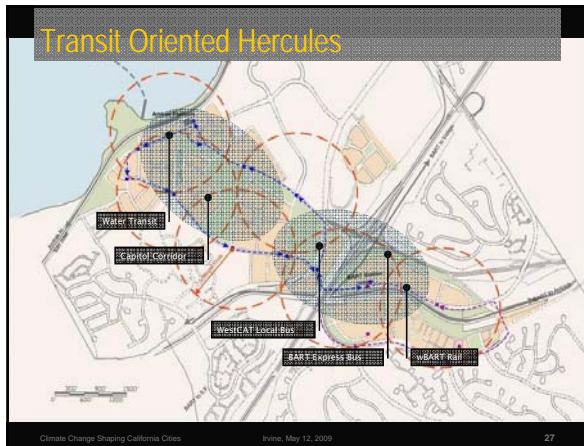 Transit Oriented Hercules
Water Transit
Capitol Corridor
WestCAT Local Bus
BART Express Bus
wBART Rail
Climate Change Shaping California Cities
Irvine, May 12, 2009
27